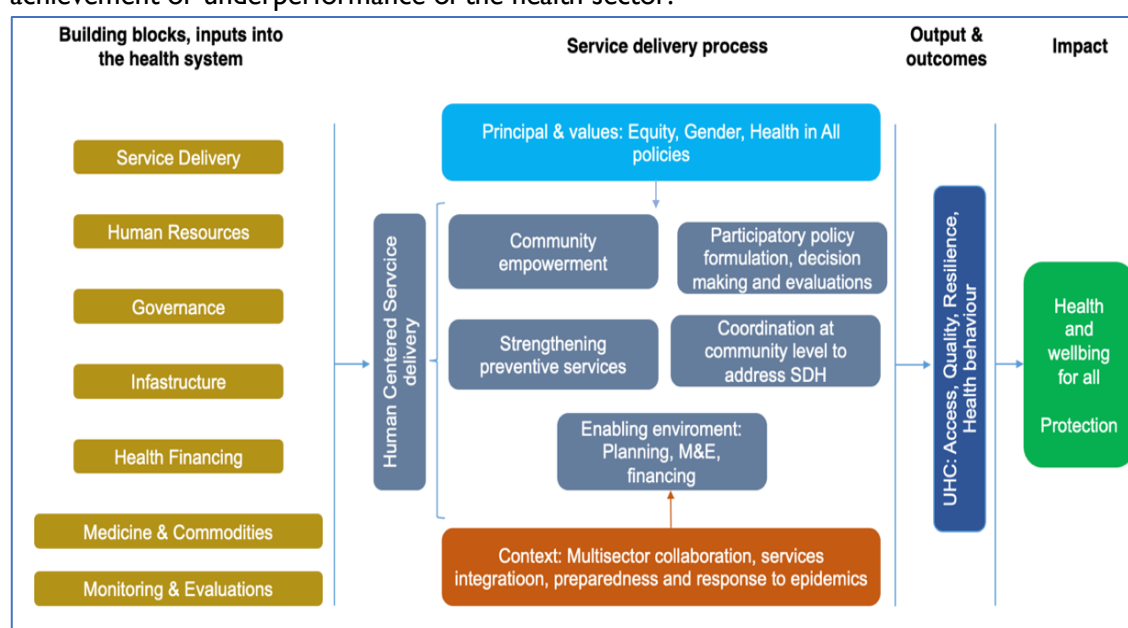 achievement or underperformance of the health sector.
Building blocks, inputs into
the health system
Service delivery process
Output &
outcomes
Impact
Service Delivery
Human Resources
Governance
Infastructure
Health Financing
Medicine & Commodities
Monitoring & Evaluations
Human Centered Servcice
delivery
Principal & values: Equity, Gender, Health in All
policies
Community
empowerment
Participatory policy
formulation, decision
making and evaluations
Strengthening
preventive services
Coordination at
community level to
address SDH
Enabling enviroment:
Planning, M&E,
financing
Context: Multisector collaboration, services
integratioon, preparedness and response to epidemics
UHC: Access, Quality, Resilience,
Health behaviour
Health
and
wellbing
for all
Protection